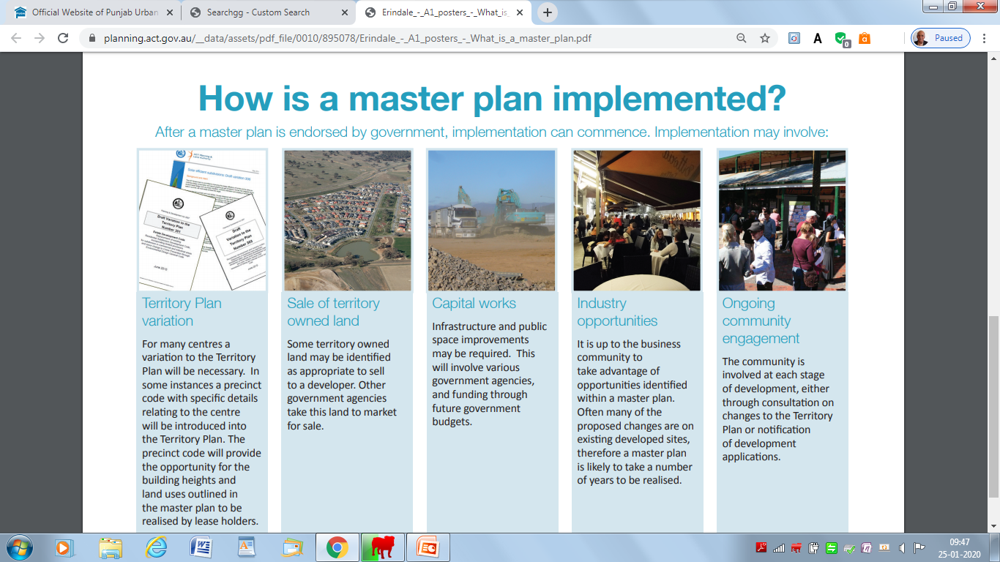 Official Website of Punjab Urban
Searchgg - Custom Search
Erindale_-_A1_posters_-_What_is_
planning.act.gov.au/__data/assets/pdf_file/0010/895078/Erindale_-_A1_posters_-_What_is_a_master_plan.pdf
A
0
a
Paused
How is a master plan implemented?
After a master plan is endorsed by government, implementation can commence. Implementation may involve:
Draft Variation to the
Territory Plan
Number 301
June 2010
Draft
Variation to the
Territory Plan
Territory Plan
variation
For many centres a
variation to the Territory
Plan will be necessary.  In
some instances a precinct
code with specific details
relating to the centre
will be introduced into
the Territory Plan. The
precinct code will provide
the opportunity for the
building heights and
land uses outlined in
the master plan to be
realised by lease holders.
Sale of territory
owned land
Some territory owned
land may be identified
as appropriate to sell
to a developer. Other
government agencies
take this land to market
for sale.
Capital works
Infrastructure and public
space improvements
may be required.  This
will involve various
government agencies,
and funding through
future government
budgets.
Industry
opportunities
It is up to the business
community to
take advantage of
opportunities identified
within a master plan.
Often many of the
proposed changes are on
existing developed sites,
therefore a master plan
is likely to take a number
of years to be realised.
Ongoing
community
engagement
The community is
involved at each stage
of development, either
through consultation on
changes to the Territory
Plan or notification
of development
applications.
09:47
25-01-2020